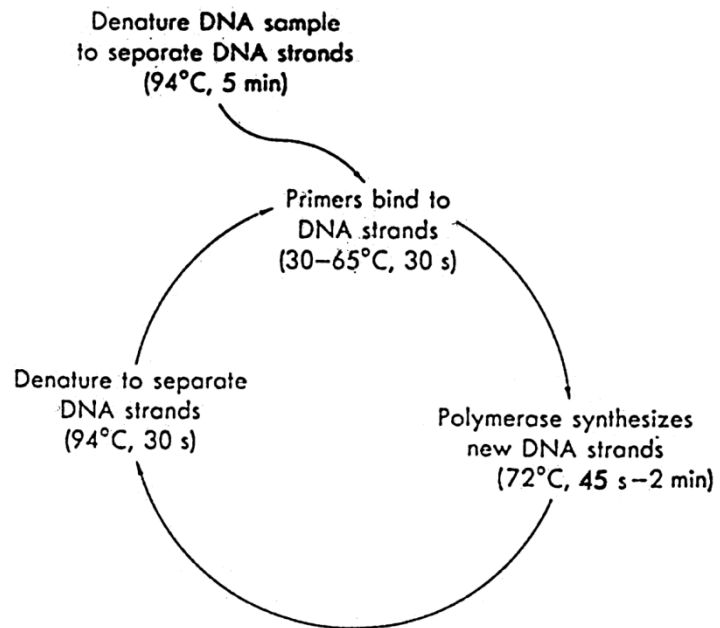 Denature DNA sample
to separate DNA strands
(94°C, 5 min)
Primers bind to
DNA strands
(30–65°C, 30 s)
Polymerase synthesizes
new DNA strands
(72°C, 45 s–2 min)
Denature to separate
DNA strands
(94°C, 30 s)